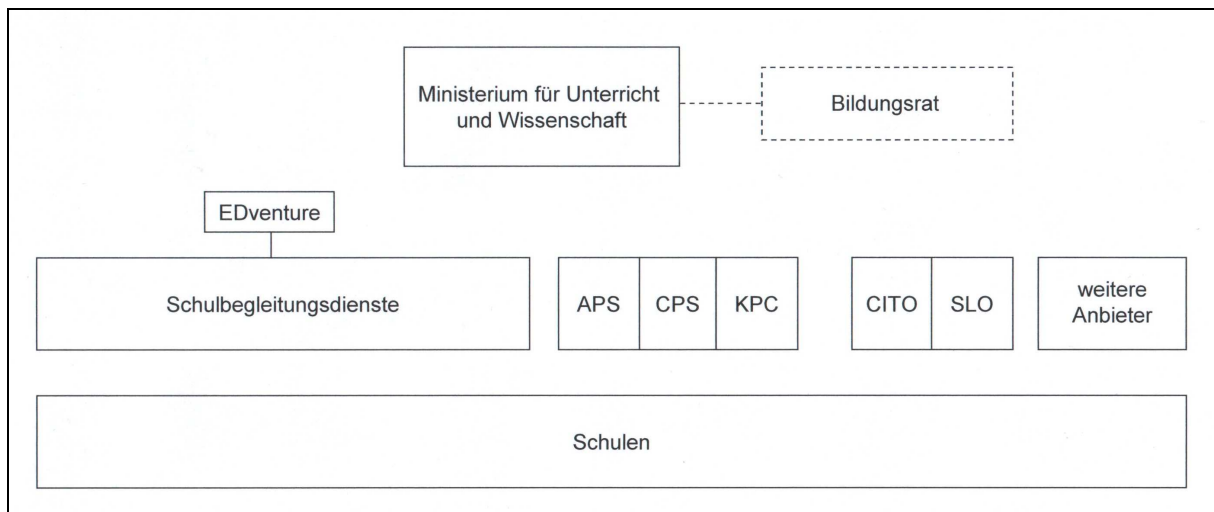 Ministerium für Unterricht
und Wissenschaft
Bildungsrat
EDventure
Schulbegleitungsdienste
APS
CPS
KPC
CITO
SLO
weitere
Anbieter
Schulen